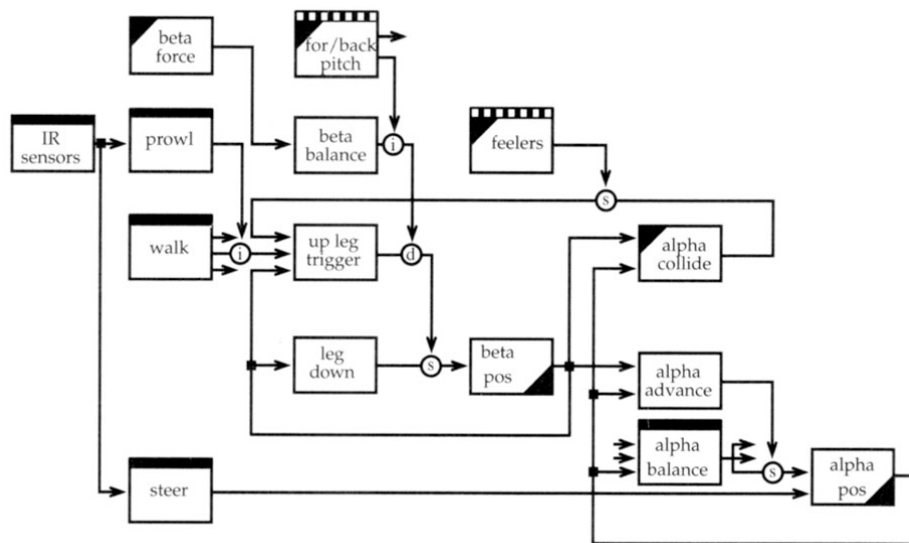 beta
force
for/back
pitch
IR
sensors
prowl
beta
balance
i
feelers
s
walk
i
up leg
trigger
d
alpha
collide
leg
down
s
beta
pos
alpha
advance
alpha
balance
s
alpha
pos
steer